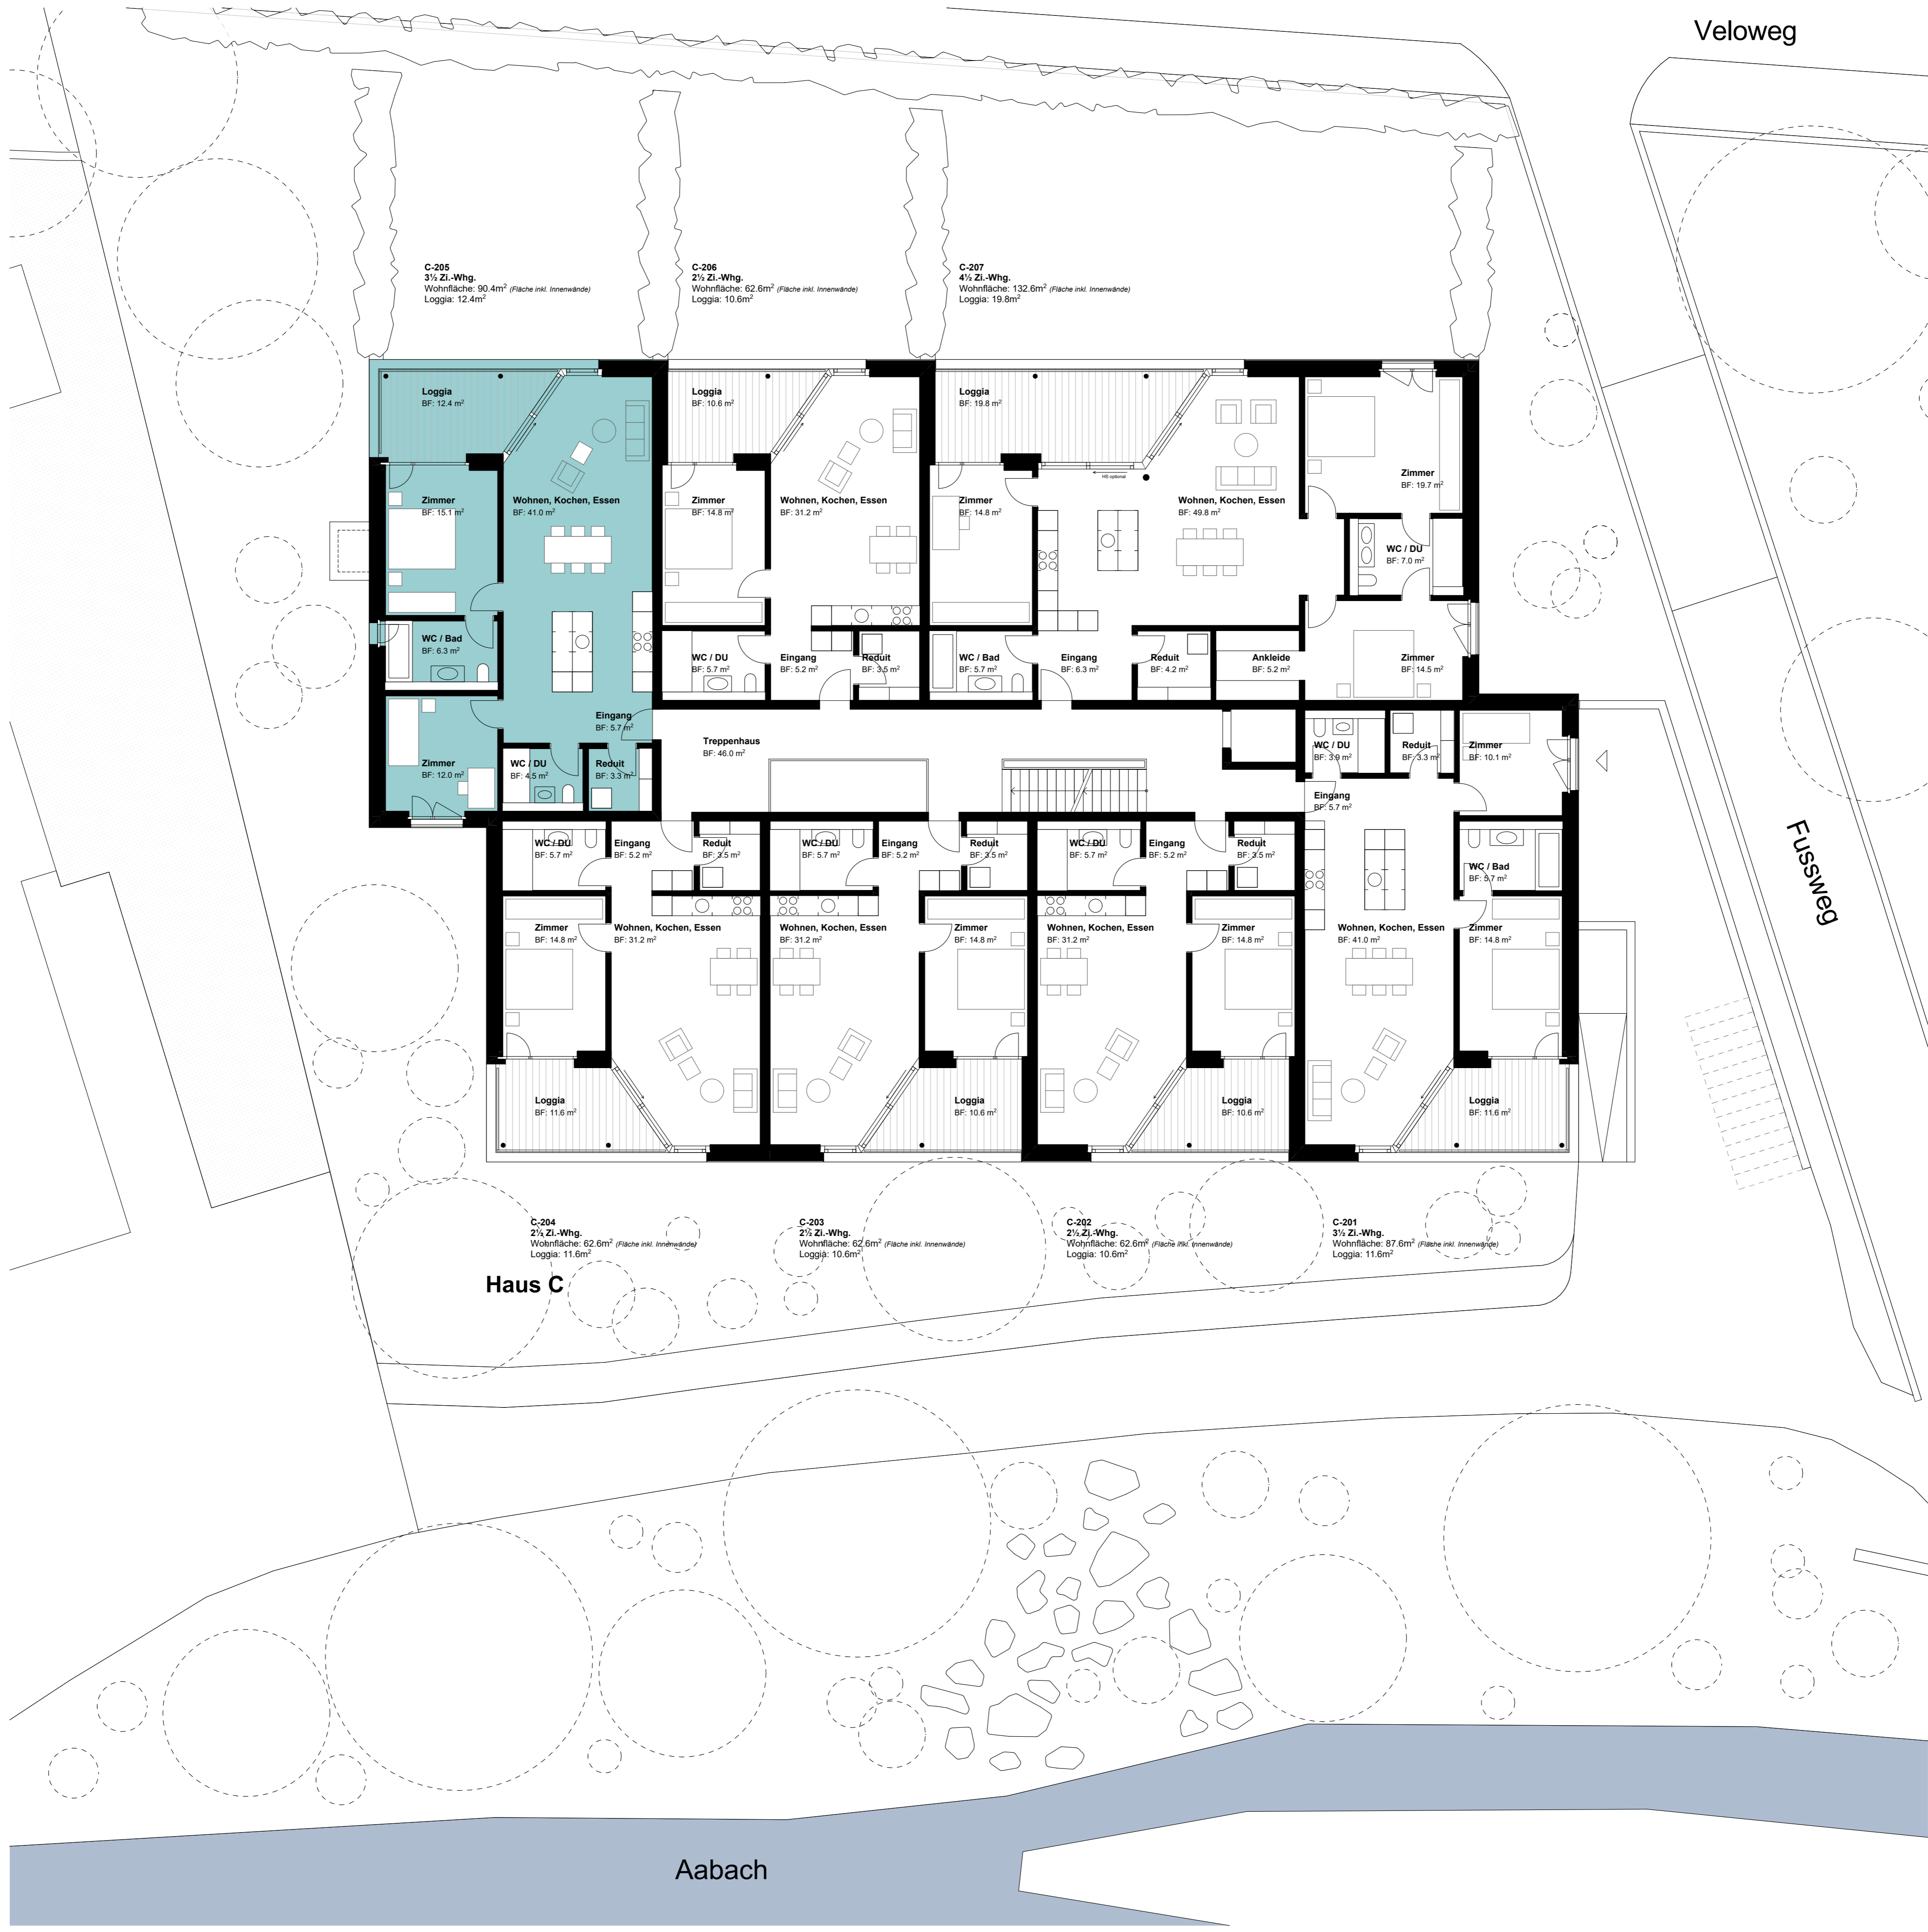 Veloweg
C-205
3½ Zi.-Whg.
Wohnfläche: 90.4m² (Fläche inkl. Innenwände)
Loggia: 12.4m²
C-206
2½ Zi.-Whg.
Wohnfläche: 62.6m² (Fläche inkl. Innenwände)
Loggia: 10.6m²
C-207
4½ Zi.-Whg.
Wohnfläche: 132.6m² (Fläche inkl. Innenwände)
Loggia: 19.8m²
Loggia
BF: 12.4 m²
Loggia
BF: 10.6 m²
Loggia
BF: 19.8 m²
Zimmer
BF: 19.7 m²
HS optional
Zimmer
BF: 15.1 m²
Wohnen, Kochen, Essen
BF: 41.0 m²
Zimmer
BF: 14.8 m²
Wohnen, Kochen, Essen
BF: 31.2 m²
Zimmer
BF: 14.8 m²
Wohnen, Kochen, Essen
BF: 49.8 m²
WC / DU
BF: 7.0 m²
WC / Bad
BF: 6.3 m²
WC / DU
BF: 5.7 m²
Eingang
BF: 5.2 m²
Reduit
BF: 3.5 m²
WC / Bad
BF: 5.7 m²
Eingang
BF: 6.3 m²
Reduit
BF: 4.2 m²
Ankleide
BF: 5.2 m²
Zimmer
BF: 14.5 m²
Eingang
BF: 5.7 m²
Treppenhaus
BF: 46.0 m²
WC / DU
BF: 3.9 m²
Reduit
BF: 3.3 m²
Zimmer
BF: 10.1 m²
Zimmer
BF: 12.0 m²
WC / DU
BF: 4.5 m²
Reduit
BF: 3.3 m²
Eingang
BF: 5.7 m²
WC / DU
BF: 5.7 m²
Eingang
BF: 5.2 m²
Reduit
BF: 3.5 m²
WC / DU
BF: 5.7 m²
Eingang
BF: 5.2 m²
Reduit
BF: 3.5 m²
WC / DU
BF: 5.7 m²
Eingang
BF: 5.2 m²
Reduit
BF: 3.5 m²
WC / Bad
BF: 5.7 m²
Fussweg
Zimmer
BF: 14.8 m²
Wohnen, Kochen, Essen
BF: 31.2 m²
Wohnen, Kochen, Essen
BF: 31.2 m²
Zimmer
BF: 14.8 m²
Wohnen, Kochen, Essen
BF: 31.2 m²
Zimmer
BF: 14.8 m²
Wohnen, Kochen, Essen
BF: 41.0 m²
Zimmer
BF: 14.8 m²
Loggia
BF: 11.6 m²
Loggia
BF: 10.6 m²
Loggia
BF: 10.6 m²
Loggia
BF: 11.6 m²
C-204
2½ Zi.-Whg.
Wohnfläche: 62.6m² (Fläche inkl. Innenwände)
Loggia: 11.6m²
C-203
2½ Zi.-Whg.
Wohnfläche: 62.6m² (Fläche inkl. Innenwände)
Loggia: 10.6m²
C-202
2½ Zi.-Whg.
Wohnfläche: 62.6m² (Fläche inkl. Innenwände)
Loggia: 10.6m²
C-201
3½ Zi.-Whg.
Wohnfläche: 87.6m² (Fläche inkl. Innenwände)
Loggia: 11.6m²
Haus C
Aabach